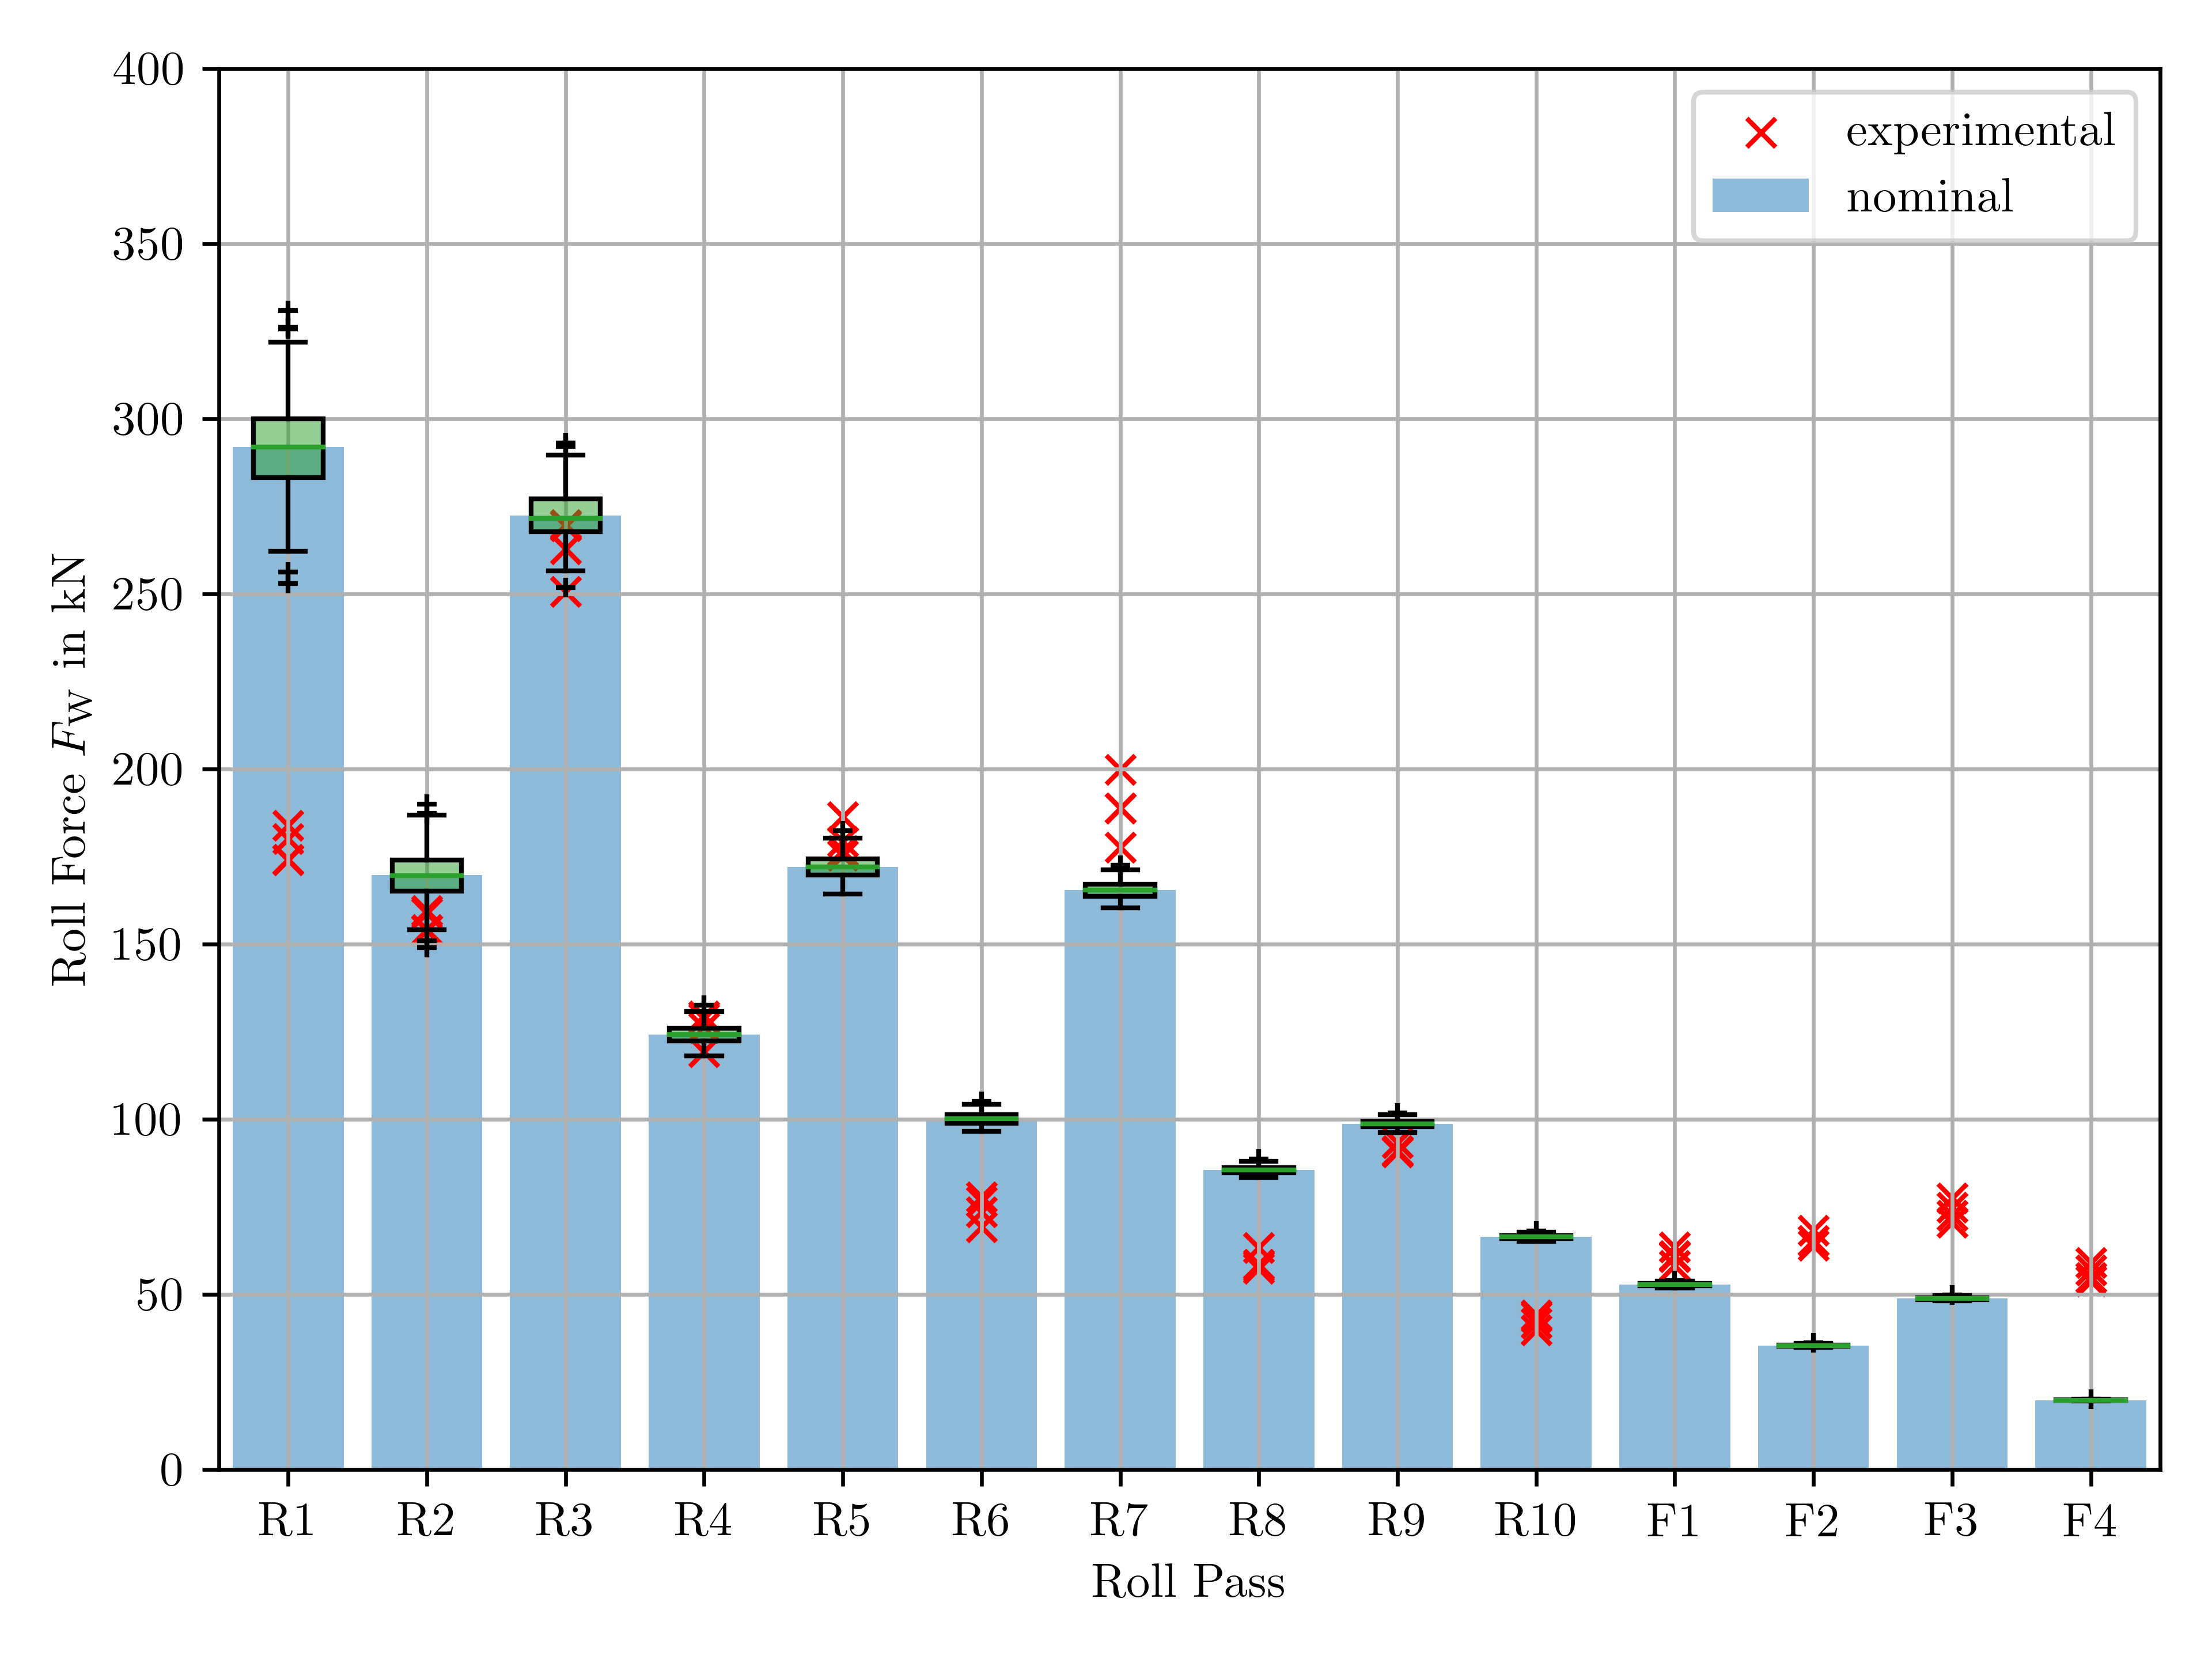 400
350
300
250
200
150
100
50
0
Roll Force F_W in kN
experimental
nominal
R1 R2 R3 R4 R5 R6 R7 R8 R9 R10 F1 F2 F3 F4
Roll Pass